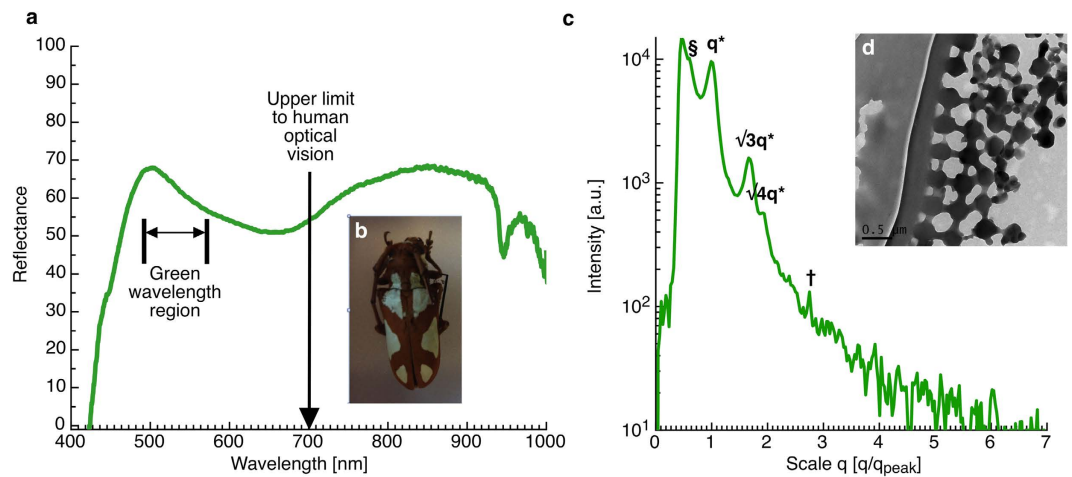 a
100
90
80
70
60
50
40
30
20
10
0
Reflectance
400 500 600 700 800 900 1000
Wavelength [nm]
Upper limit
to human
optical
vision
Green
wavelength
region
b
c
10⁴
10³
10²
10¹
Intensity [a.u.]
§ q*
√3q*
√4q*
†
0 1 2 3 4 5 6 7
Scale q [q/qpeak]
d
0.5 μm